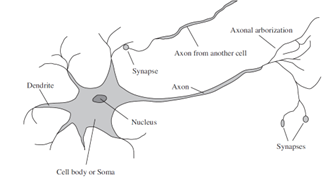 Axonal arborization
Axon from another cell
Synapse
Dendrite
Axon
Nucleus
Synapses
Cell body or Soma